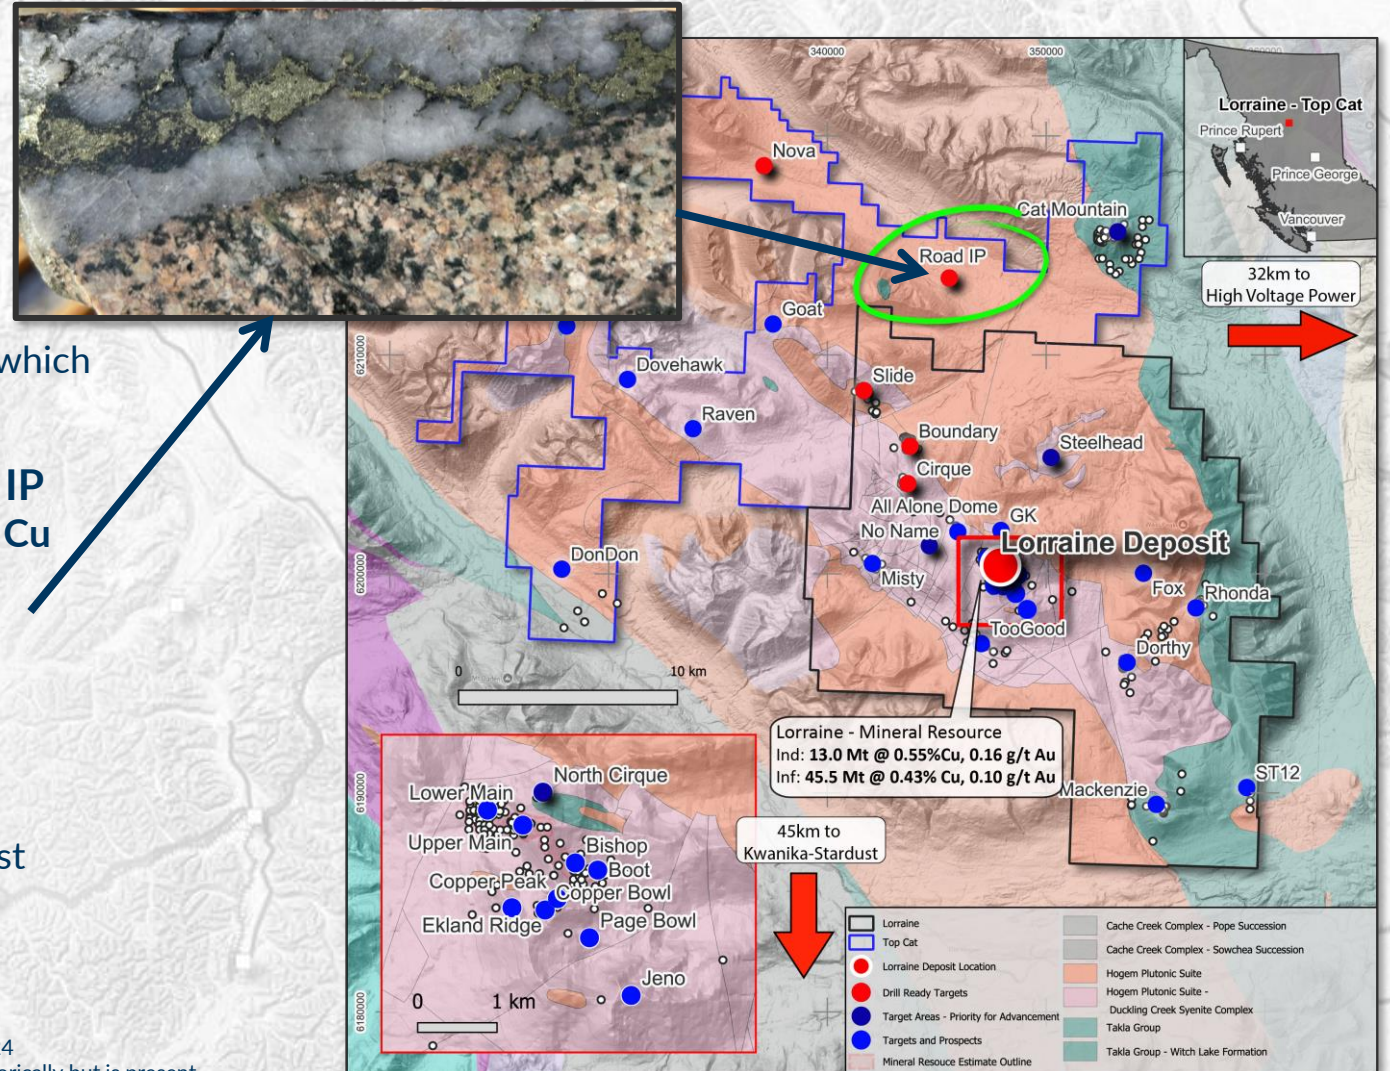 which
IP
Cu
st
4
erically but is present
340000
350000
Nova
Road IP
Cat Mountain
Lorraine - Top Cat
Prince Rupert
Prince George
Vancouver
32km to
High Voltage Power
6210000
Goat
Dovehawk
Raven
Slide
Boundary
Cirque
Steelhead
All Alone Dome
GK
No Name
Lorraine Deposit
Misty
6200000
DonDon
Fox
Rhonda
TooGood
Dorthy
0
10 km
Lorraine - Mineral Resource
Ind: 13.0 Mt @ 0.55%Cu, 0.16 g/t Au
Inf: 45.5 Mt @ 0.43% Cu, 0.10 g/t Au
Mackenzie
ST12
6190000
45km to
Kwanika-Stardust
North Cirque
Lower Main
Upper Main
Bishop
Boot
Copper Peak
Copper Bowl
Ekland Ridge
Page Bowl
Jeno
0
1 km
6180000
Lorraine
Top Cat
Lorraine Deposit Location
Drill Ready Targets
Target Areas - Priority for Advancement
Targets and Prospects
Mineral Resouce Estimate Outline
Cache Creek Complex - Pope Succession
Cache Creek Complex - Sowchea Succession
Hogem Plutonic Suite
Hogem Plutonic Suite -
Duckling Creek Syenite Complex
Takla Group
Takla Group - Witch Lake Formation